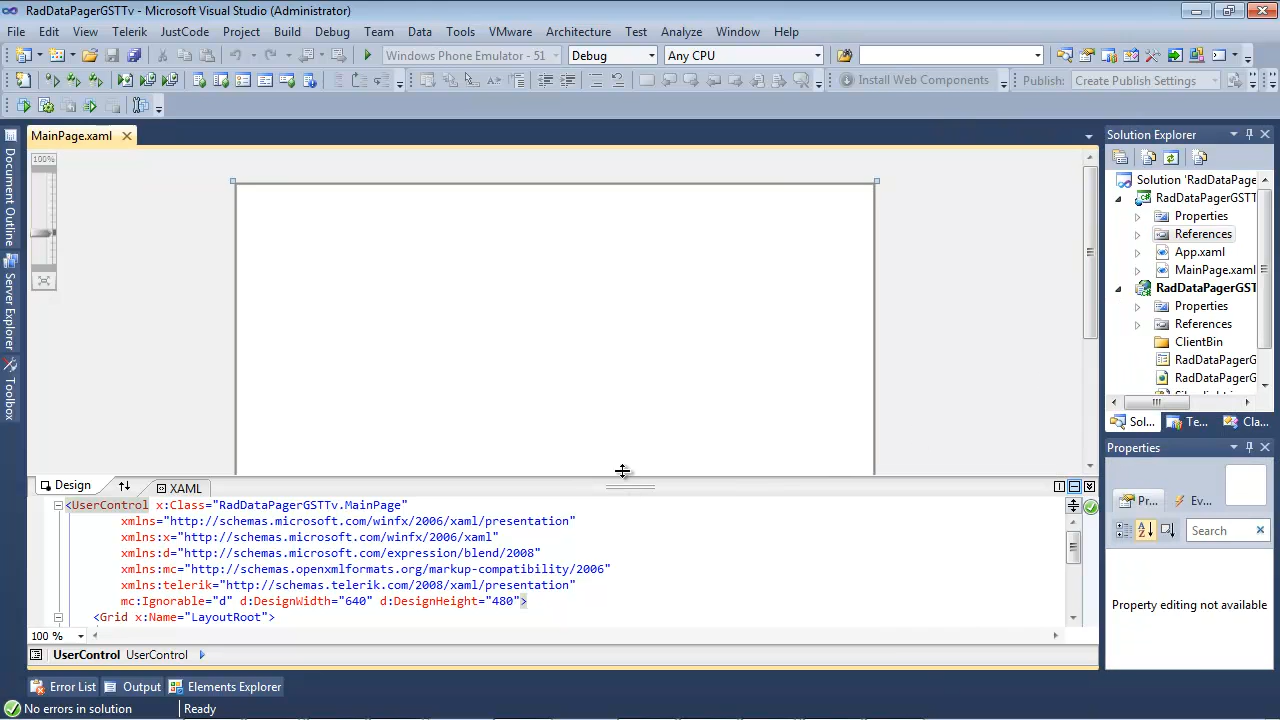 RadDataPagerGSTTv - Microsoft Visual Studio (Administrator)
File Edit View Telerik JustCode Project Build Debug Team Data Tools VMware Architecture Test Analyze Window Help
Windows Phone Emulator - 51 Debug Any CPU
Install Web Components Publish: Create Publish Settings
MainPage.xaml
100%
Document Outline
Server Explorer
Toolbox
Solution Explorer
Solution 'RadDataPage
RadDataPagerGSTT
Properties
References
App.xaml
MainPage.xaml
RadDataPagerGST
Properties
References
ClientBin
RadDataPagerG
RadDataPagerG
Sol... Te... Cla...
Properties
Pr... Ev...
Search
Property editing not available
Design XAML
<UserControl x:Class="RadDataPagerGSTTv.MainPage"
xmlns="http://schemas.microsoft.com/winfx/2006/xaml/presentation"
xmlns:x="http://schemas.microsoft.com/winfx/2006/xaml"
xmlns:d="http://schemas.microsoft.com/expression/blend/2008"
xmlns:mc="http://schemas.openxmlformats.org/markup-compatibility/2006"
xmlns:telerik="http://schemas.telerik.com/2008/xaml/presentation"
mc:Ignorable="d" d:DesignWidth="640" d:DesignHeight="480">
<Grid x:Name="LayoutRoot">
100 %
UserControl UserControl
Error List Output Elements Explorer
No errors in solution Ready